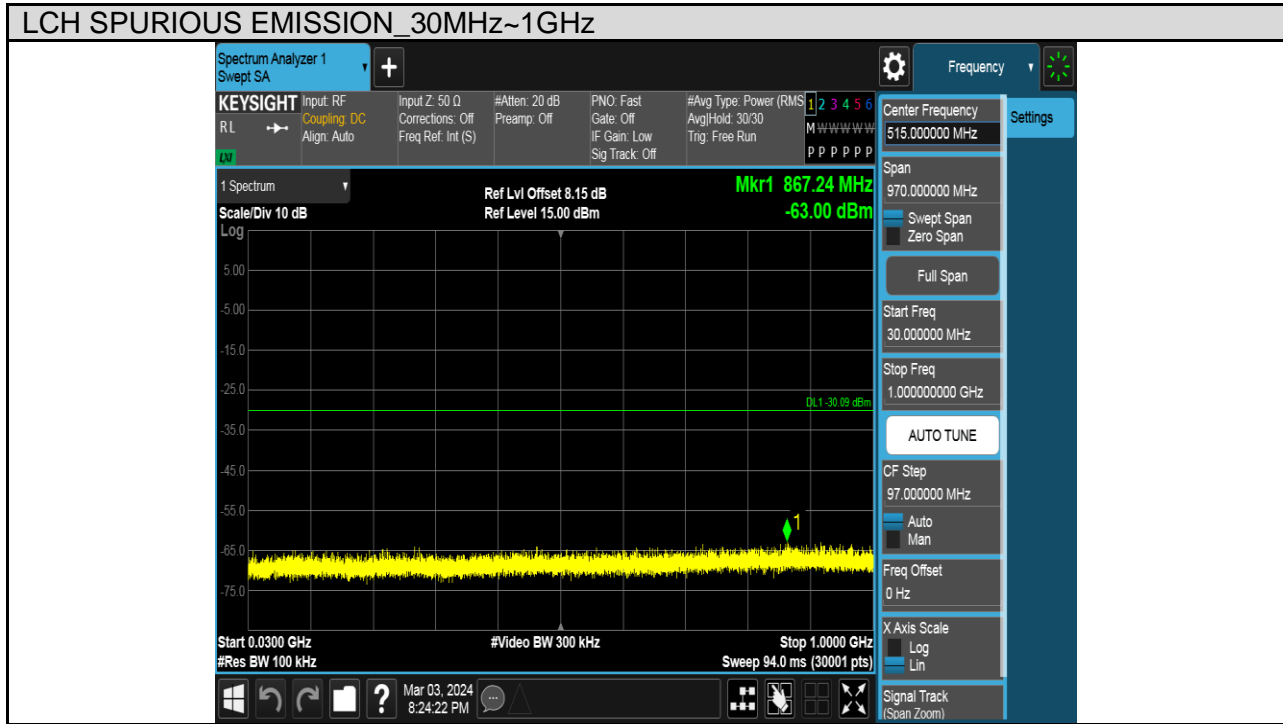 LCH SPURIOUS EMISSION_30MHz~1GHz
Spectrum Analyzer 1
Swept SA
+
Frequency
KEYSIGHT
RL
LXI
Input: RF
Coupling: DC
Align: Auto
Input Z: 50 Ω
Corrections: Off
Freq Ref: Int (S)
#Atten: 20 dB
Preamp: Off
PNO: Fast
Gate: Off
IF Gain: Low
Sig Track: Off
#Avg Type: Power (RMS
Avg|Hold: 30/30
Trig: Free Run
1 2 3 4 5 6
M W W W W W
P P P P P P
1 Spectrum
Scale/Div 10 dB
Ref Lvl Offset 8.15 dB
Ref Level 15.00 dBm
Mkr1 867.24 MHz
-63.00 dBm
Log
5.00
-5.00
-15.0
-25.0
DL1 -30.09 dBm
-35.0
-45.0
-55.0
1
-65.0
-75.0
Start 0.0300 GHz
#Video BW 300 kHz
Stop 1.0000 GHz
#Res BW 100 kHz
Sweep 94.0 ms (30001 pts)
?
Mar 03, 2024
8:24:22 PM
Center Frequency
515.000000 MHz
Settings
Span
970.000000 MHz
Swept Span
Zero Span
Full Span
Start Freq
30.000000 MHz
Stop Freq
1.000000000 GHz
AUTO TUNE
CF Step
97.000000 MHz
Auto
Man
Freq Offset
0 Hz
X Axis Scale
Log
Lin
Signal Track
(Span Zoom)